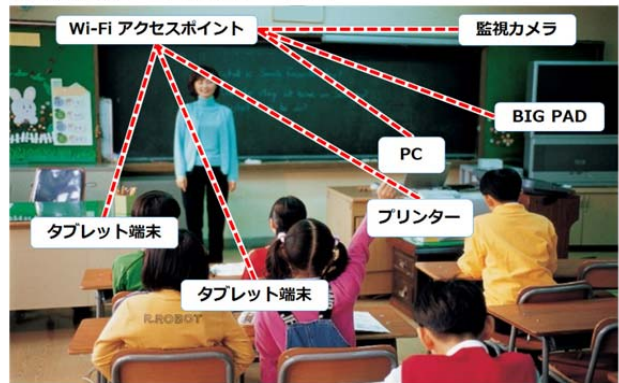 Wi-Fi アクセスポイント
監視カメラ
BIG PAD
PC
プリンター
タブレット端末
タブレット端末
R.ROBOT